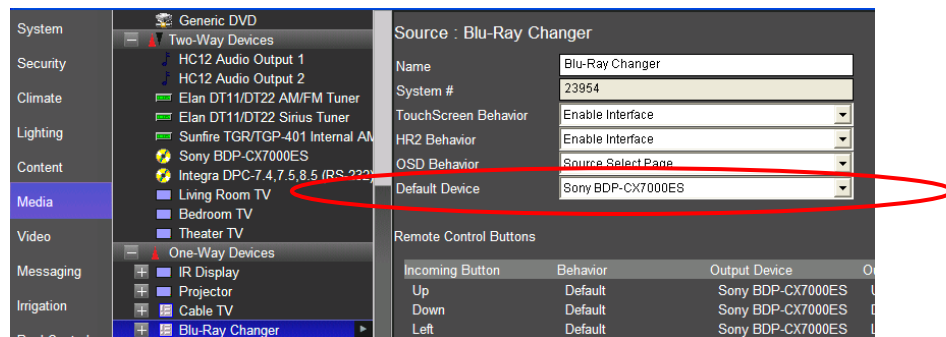 System
Security
Climate
Lighting
Content
Media
Video
Messaging
Irrigation
Generic DVD
Two-Way Devices
HC12 Audio Output 1
HC12 Audio Output 2
Elan DT11/DT22 AM/FM Tuner
Elan DT11/DT22 Sirius Tuner
Sunfire TGR/TGP-401 Internal
Sony BDP-CX7000ES
Integra DPC-7.4,7.5,8.5 (RS-232)
Living Room TV
Bedroom TV
Theater TV
One-Way Devices
IR Display
Projector
Cable TV
Blu-Ray Changer
Source : Blu-Ray Changer
Name Blu-Ray Changer
System # 23954
TouchScreen Behavior Enable Interface
HR2 Behavior Enable Interface
OSD Behavior Source Select Page
Default Device Sony BDP-CX7000ES
Remote Control Buttons
Incoming Button Behavior Output Device
Up Default Sony BDP-CX7000ES
Down Default Sony BDP-CX7000ES
Left Default Sony BDP-CX7000ES